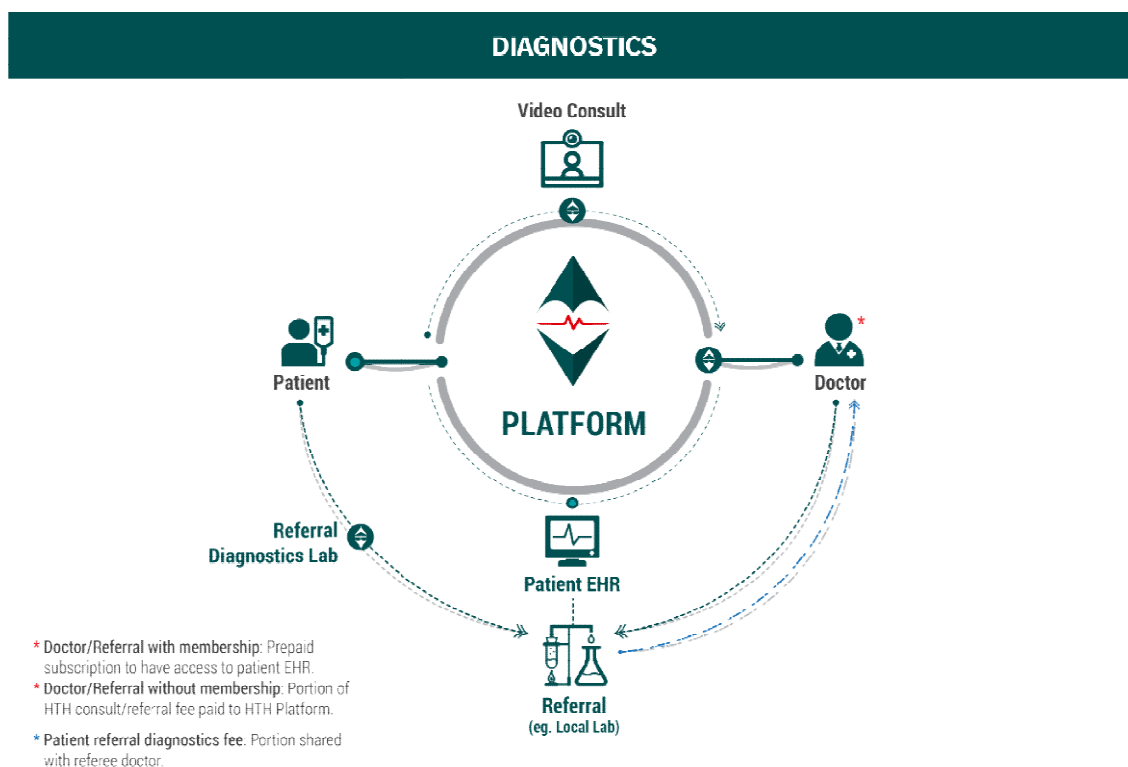 DIAGNOSTICS
Video Consult
Patient
Doctor
*
PLATFORM
Referral
Diagnostics Lab
Patient EHR
Referral
(eg. Local Lab)
* Doctor/Referral with membership: Prepaid
subscription to have access to patient EHR.
* Doctor/Referral without membership: Portion of
HTH consult/referral fee paid to HTH Platform.
* Patient referral diagnostics fee. Portion shared
with referee doctor.